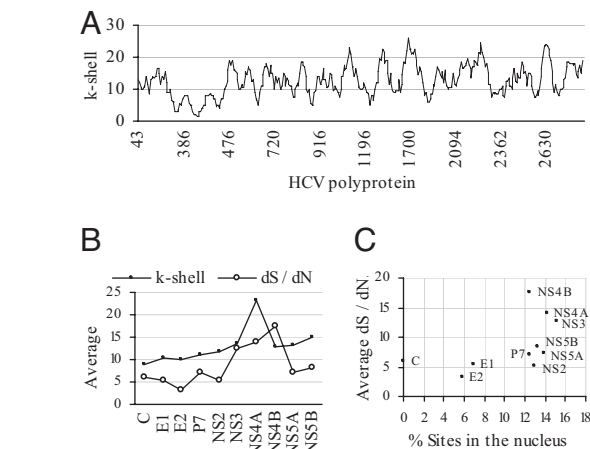 A
k-shell
30
20
10
0
43
386
476
720
916
1196
1700
2094
2362
2630
HCV polyprotein
B
k-shell
dS / dN
Average
25
20
15
10
5
0
C
E1
E2
P7
NS2
NS3
NS4A
NS4B
NS5A
NS5B
C
Average dS / dN
20
15
10
5
0
NS4B
NS4A
NS3
NS5B
P7
NS5A
NS2
C
E1
E2
0 2 4 6 8 10 12 14 16 18
% Sites in the nucleus